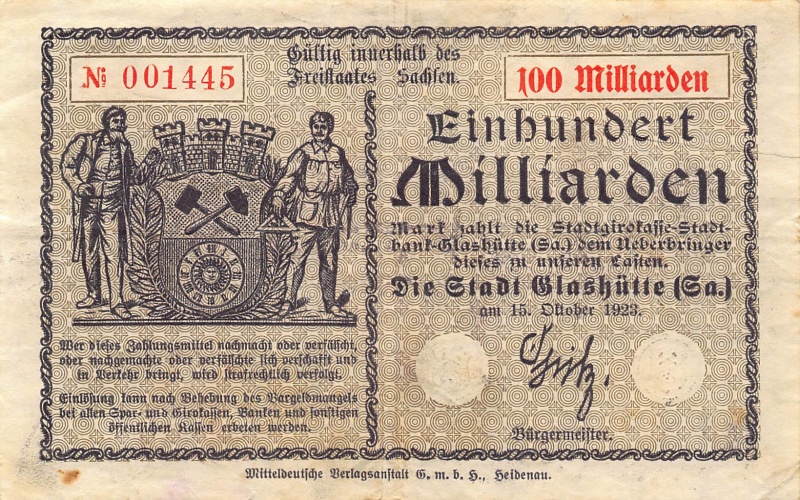 № 001445
Gültig innerhalb des
Freistaates Sachsen.
100 Milliarden
Einhundert
Milliarden
Mark zahlt die Stadtgirokasse-Stadt-
bank-Glashütte (Sa.) dem Ueberbringer
dieses zu unseren Lasten.
Die Stadt Glashütte (Sa.)
am 15. Oktober 1923.
Bürgermeister.
Wer dieses Zahlungsmittel nachmacht oder verfälscht,
oder nachgemachte oder verfälschte sich verschafft und
in Verkehr bringt, wird strafrechtlich verfolgt.
Einlösung kann nach Behebung des Bargeldmangels
bei allen Spar- und Girokassen, Banken und sonstigen
öffentlichen Kassen erbeten werden.
Mitteldeutsche Verlagsanstalt G. m. b. H., Heidenau.